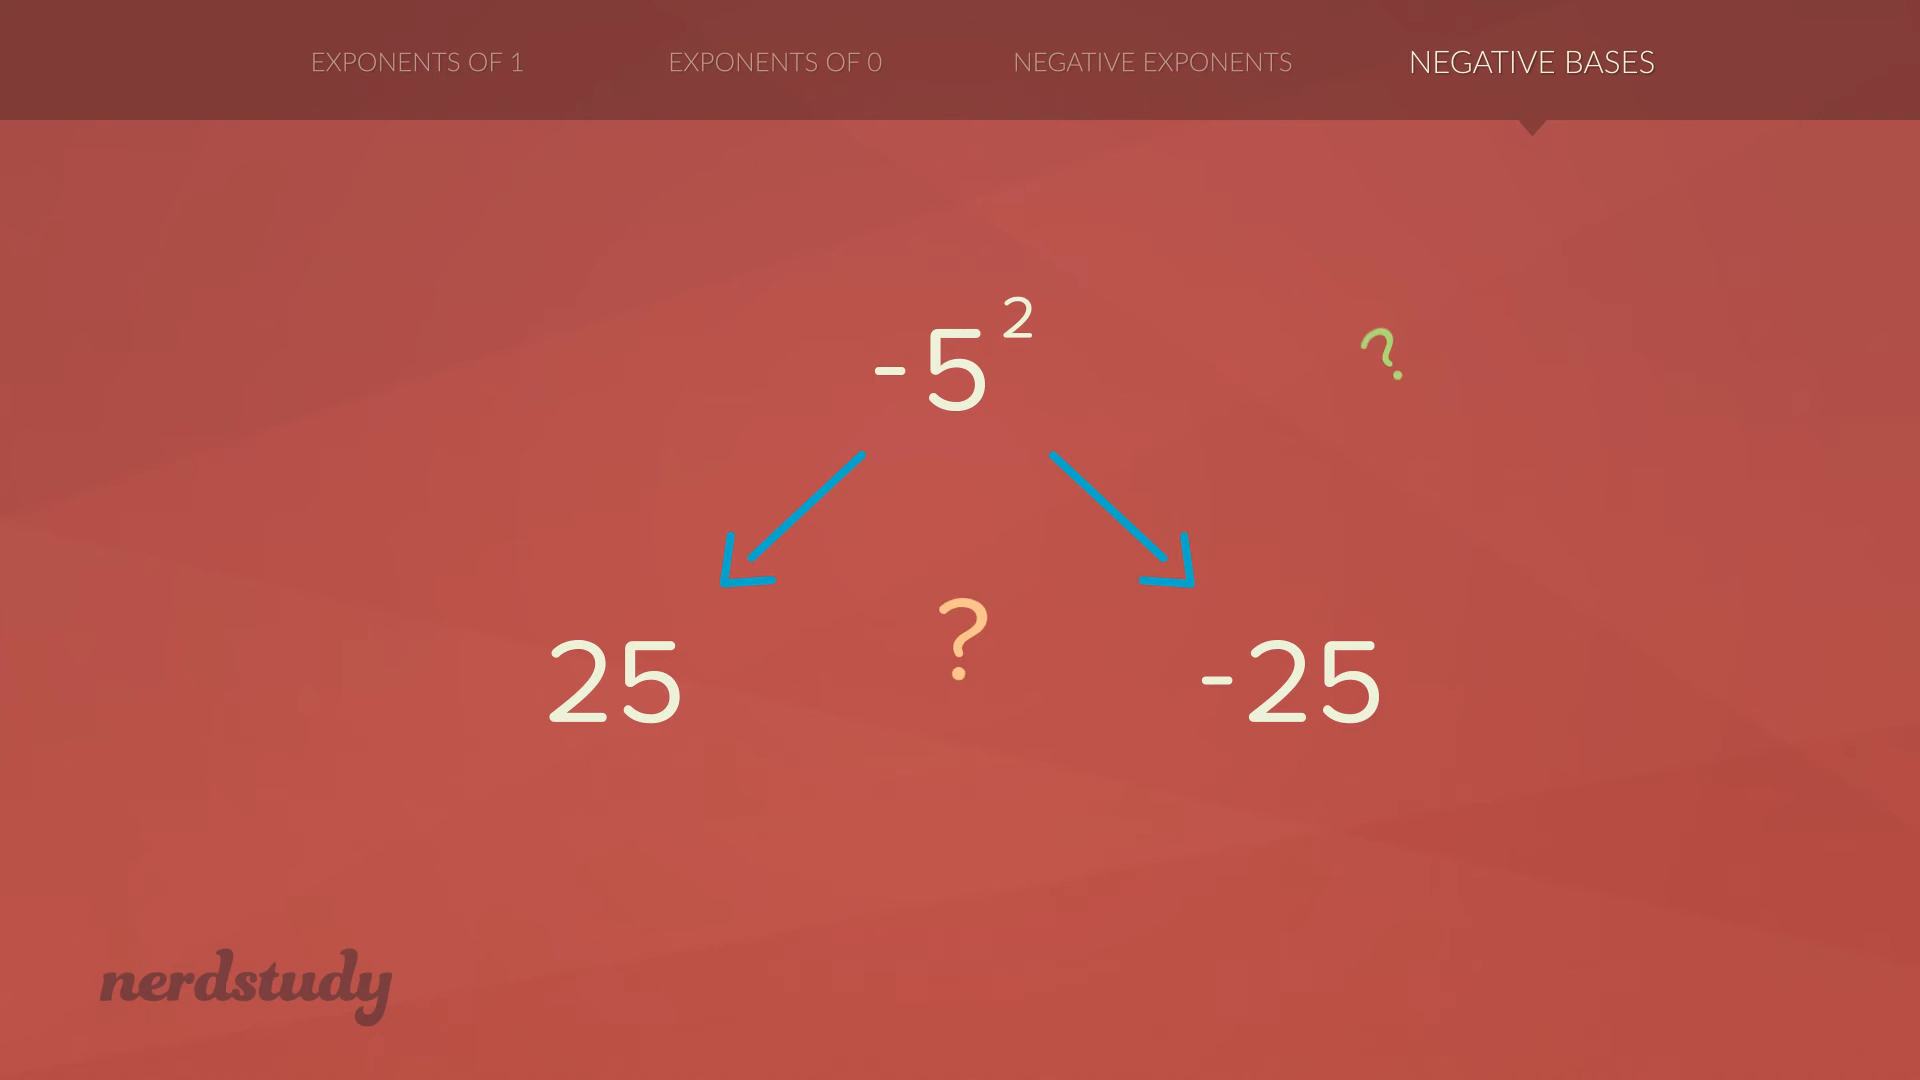 EXPONENTS OF 1 EXPONENTS OF 0 NEGATIVE EXPONENTS NEGATIVE BASES
-5² ?
25 ? -25
nerdstudy